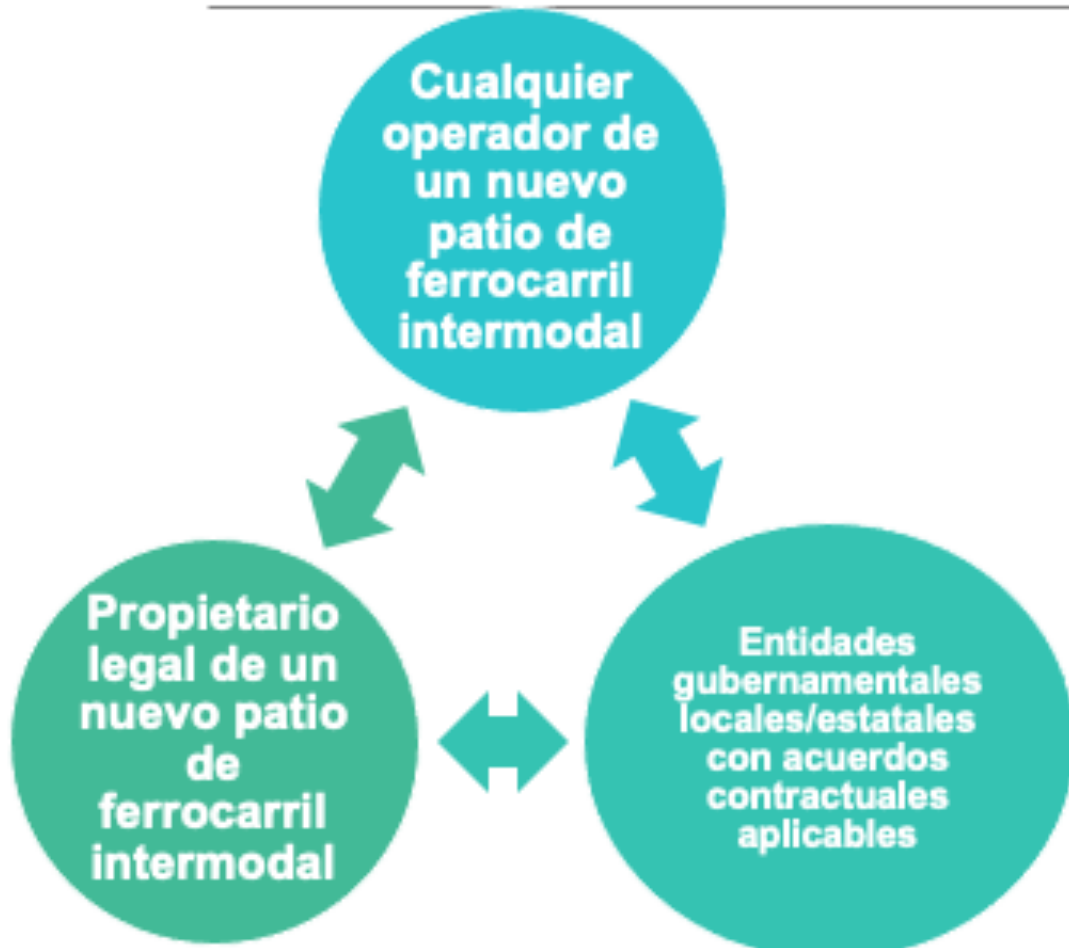 Cualquier
operador de
un nuevo
patio de
ferrocarril
intermodal
Propietario
legal de un
nuevo patio
de
ferrocarril
intermodal
Entidades
gubernamentales
locales/estatales
con acuerdos
contractuales
aplicables